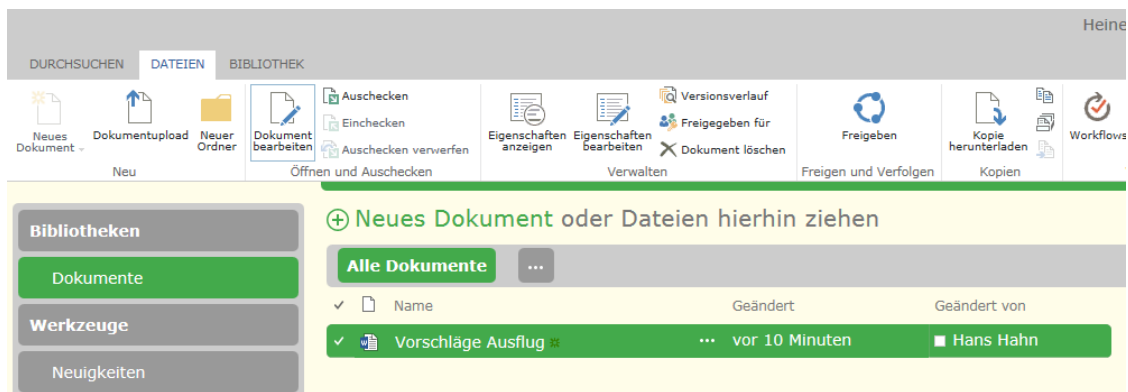 Heine
DURCHSUCHEN DATEIEN BIBLIOTHEK
Neues Dokument
Dokumentupload
Neuer Ordner
Dokument bearbeiten
Auschecken
Einchecken
Auschecken verwerfen
Eigenschaften anzeigen
Eigenschaften bearbeiten
Versionsverlauf
Freigegeben für
Dokument löschen
Freigeben
Kopie herunterladen
Workflows
Neu
Öffnen und Auschecken
Verwalten
Freigen und Verfolgen
Kopien
Bibliotheken
Dokumente
Werkzeuge
Neuigkeiten
Neues Dokument oder Dateien hierhin ziehen
Alle Dokumente ...
Name Geändert Geändert von
Vorschläge Ausflug ... vor 10 Minuten Hans Hahn